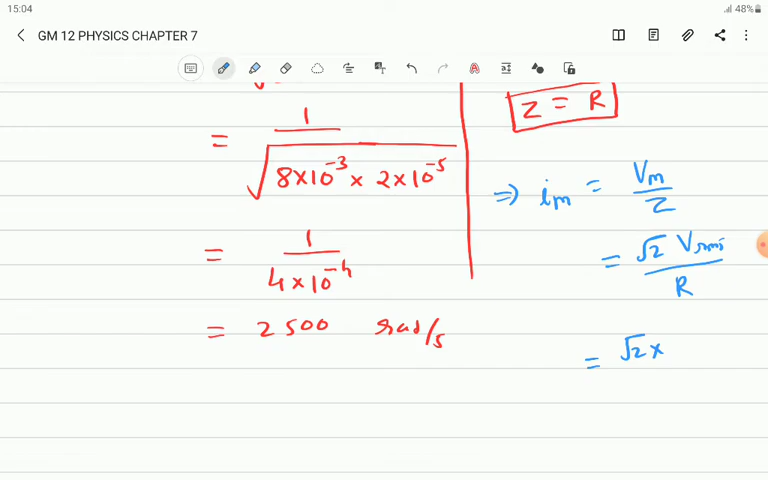 15:04 48%
GM 12 PHYSICS CHAPTER 7
= 1 / √(8×10⁻³ × 2×10⁻⁵)
= 1 / (4×10⁻⁴)
= 2500 rad/s
Z = R
⇒ iₘ = Vₘ / Z
= √2 Vrms / R
= √2 ×